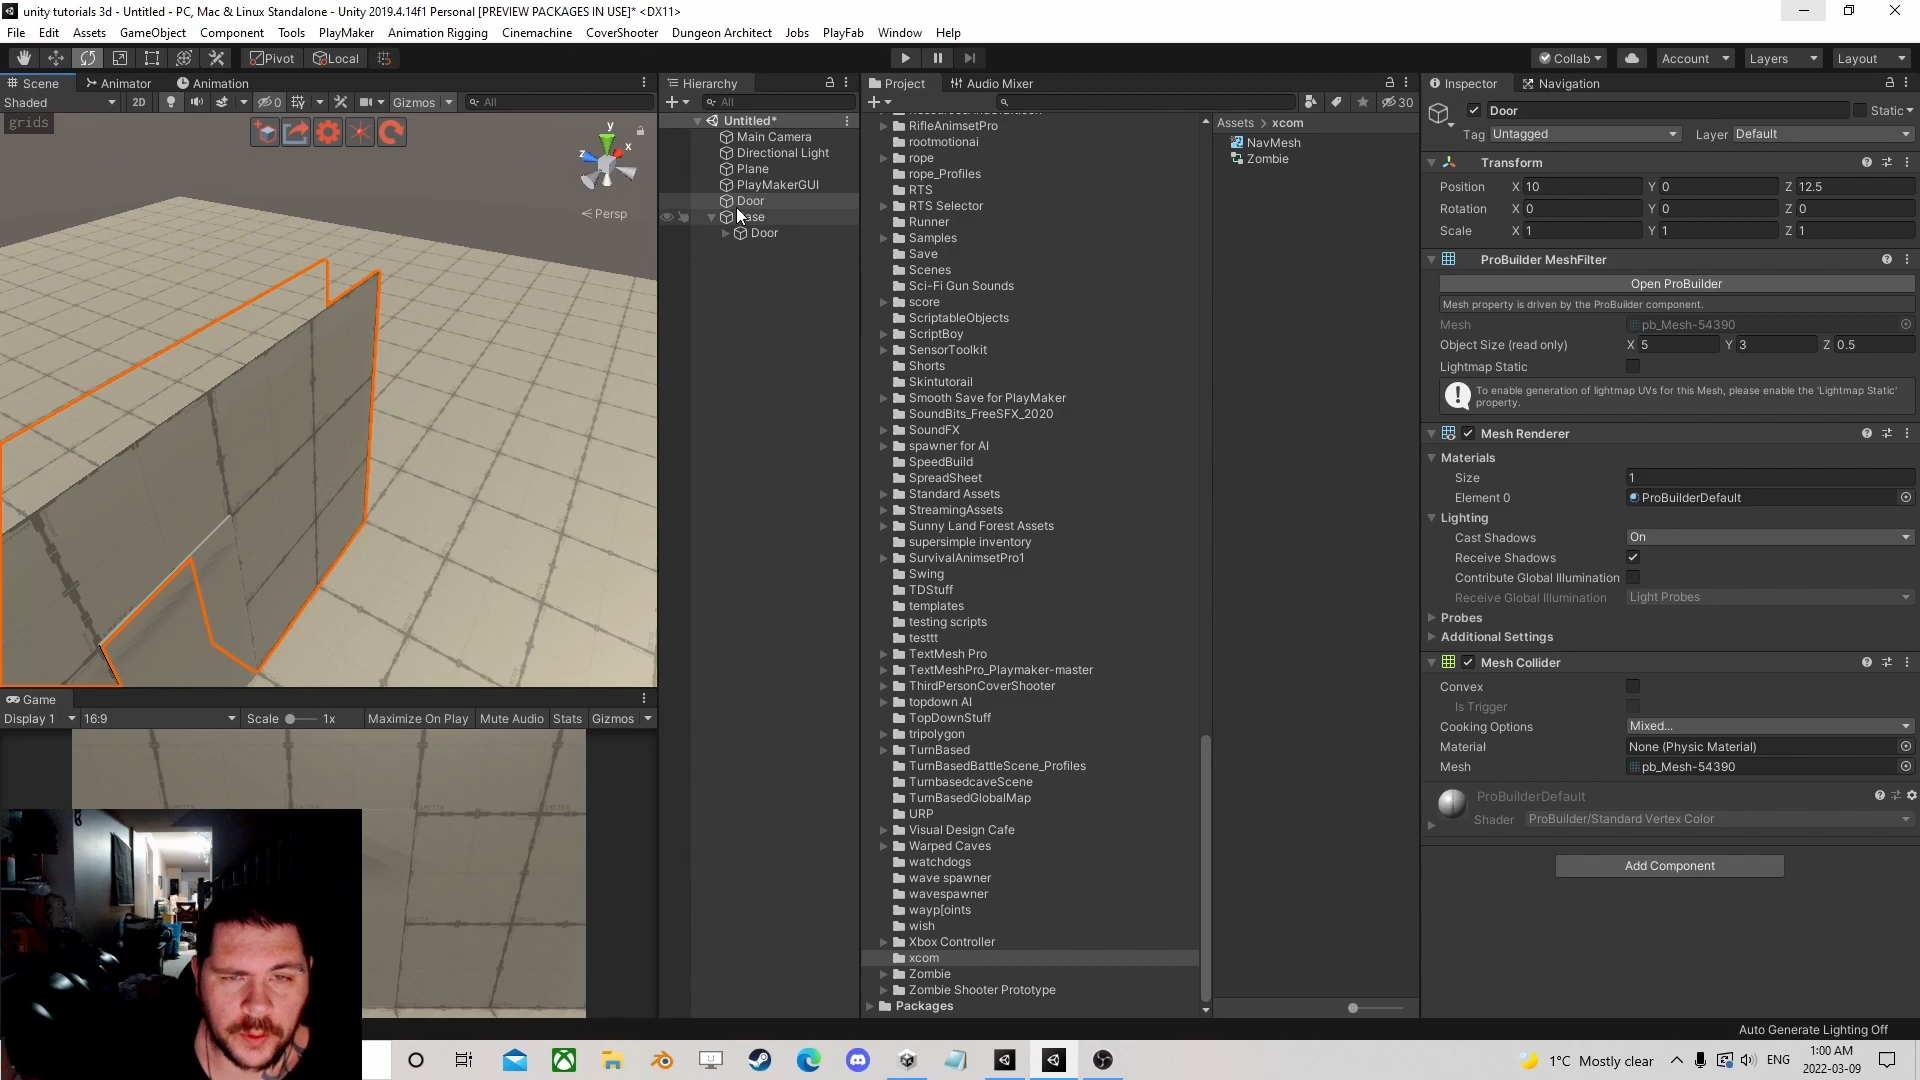 unity tutorials 3d - Untitled - PC, Mac & Linux Standalone - Unity 2019.4.14f1 Personal [PREVIEW PACKAGES IN USE]* <DX11>
File Edit Assets GameObject Component Tools PlayMaker Animation Rigging Cinemachine CoverShooter Dungeon Architect Jobs PlayFab Window Help
Pivot Local Collab Account Layers Layout
Scene Animator Animation
Shaded 2D 0 Gizmos All
grids
y
x
z
Persp
Game
Display 1 16:9 Scale 1x Maximize On Play Mute Audio Stats Gizmos
Hierarchy
All
Untitled*
Main Camera
Directional Light
Plane
PlayMakerGUI
Door
ase
Door
Project Audio Mixer
30
RifleAnimsetPro
rootmotionai
rope
rope_Profiles
RTS
RTS Selector
Runner
Samples
Save
Scenes
Sci-Fi Gun Sounds
score
ScriptableObjects
ScriptBoy
SensorToolkit
Shorts
Skintutorail
Smooth Save for PlayMaker
SoundBits_FreeSFX_2020
SoundFX
spawner for AI
SpeedBuild
SpreadSheet
Standard Assets
StreamingAssets
Sunny Land Forest Assets
supersimple inventory
SurvivalAnimsetPro1
Swing
TDStuff
templates
testing scripts
testtt
TextMesh Pro
TextMeshPro_Playmaker-master
ThirdPersonCoverShooter
topdown AI
TopDownStuff
tripolygon
TurnBased
TurnBasedBattleScene_Profiles
TurnbasedcaveScene
TurnBasedGlobalMap
URP
Visual Design Cafe
Warped Caves
watchdogs
wave spawner
wavespawner
wayp[oints
wish
Xbox Controller
xcom
Zombie
Zombie Shooter Prototype
Packages
Assets > xcom
NavMesh
Zombie
Inspector Navigation
Door Static
Tag Untagged Layer Default
Transform
Position X 10 Y 0 Z 12.5
Rotation X 0 Y 0 Z 0
Scale X 1 Y 1 Z 1
ProBuilder MeshFilter
Open ProBuilder
Mesh property is driven by the ProBuilder component.
Mesh pb_Mesh-54390
Object Size (read only) X 5 Y 3 Z 0.5
Lightmap Static
To enable generation of lightmap UVs for this Mesh, please enable the 'Lightmap Static'
property.
Mesh Renderer
Materials
Size 1
Element 0 ProBuilderDefault
Lighting
Cast Shadows On
Receive Shadows
Contribute Global Illumination
Receive Global Illumination Light Probes
Probes
Additional Settings
Mesh Collider
Convex
Is Trigger
Cooking Options Mixed...
Material None (Physic Material)
Mesh pb_Mesh-54390
ProBuilderDefault
Shader ProBuilder/Standard Vertex Color
Add Component
Auto Generate Lighting Off
1°C Mostly clear ENG 1:00 AM
2022-03-09